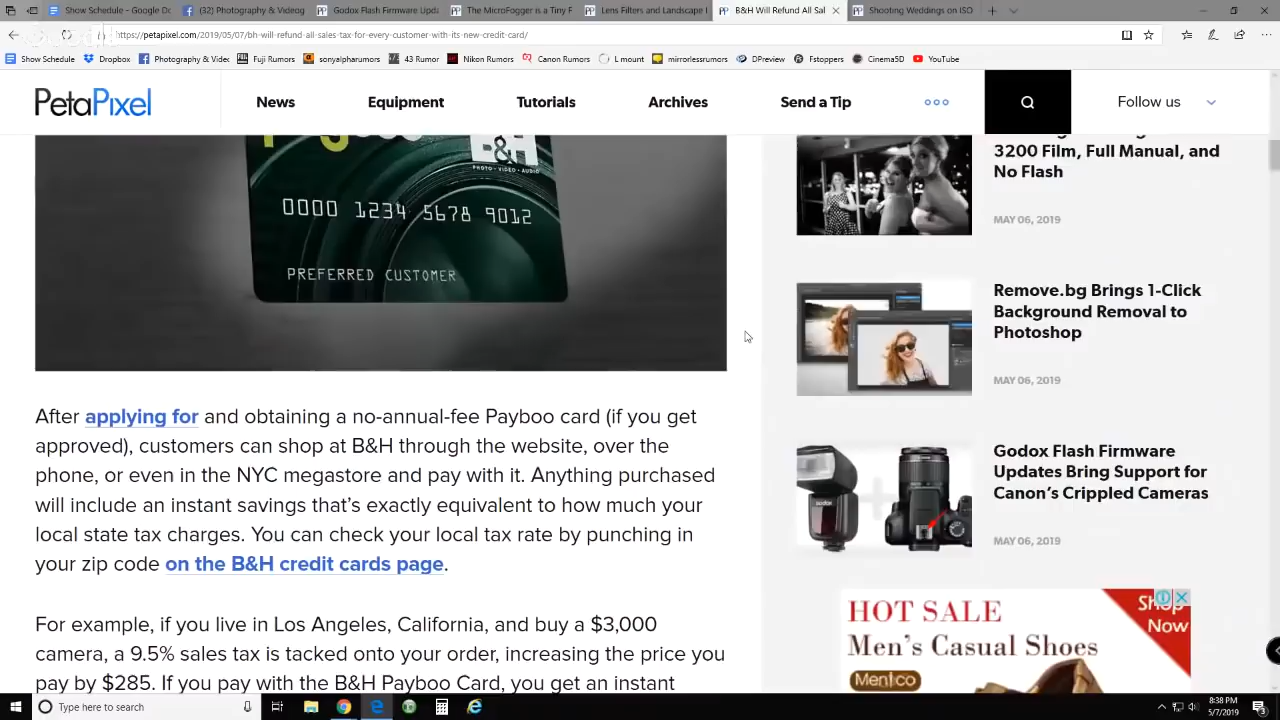 Godox Flash Firmware Upd
(32) Photography & Videog
The MicroFogger is a Tiny F
Lens Filters and Landscape I
B&H Will Refund All Sal
Shooting Weddings on ISO
https://petapixel.com/2019/05/07/bh-will-refund-all-sales-tax-for-every-customer-with-its-new-credit-card/
Show Schedule Dropbox Photography & Videc Fuji Rumors sonyalpharumors 43 Rumor Nikon Rumors Canon Rumors L mount mirrorlessrumors DPreview Fstoppers Cinema5D YouTube
PetaPixel News Equipment Tutorials Archives Send a Tip Follow us
B&H
PHOTO • VIDEO • AUDIO
0000 1234 5678 9012
PREFERRED CUSTOMER
After applying for and obtaining a no-annual-fee Payboo card (if you get
approved), customers can shop at B&H through the website, over the
phone, or even in the NYC megastore and pay with it. Anything purchased
will include an instant savings that's exactly equivalent to how much your
local state tax charges. You can check your local tax rate by punching in
your zip code on the B&H credit cards page.
For example, if you live in Los Angeles, California, and buy a $3,000
camera, a 9.5% sales tax is tacked onto your order, increasing the price you
pay by $285. If you pay with the B&H Payboo Card, you get an instant
3200 Film, Full Manual, and
No Flash
MAY 06, 2019
Remove.bg Brings 1-Click
Background Removal to
Photoshop
MAY 06, 2019
Godox Flash Firmware
Updates Bring Support for
Canon's Crippled Cameras
MAY 06, 2019
HOT SALE
Men's Casual Shoes
Menico
Shop
Now
Type here to search
8:38 PM
5/7/2019